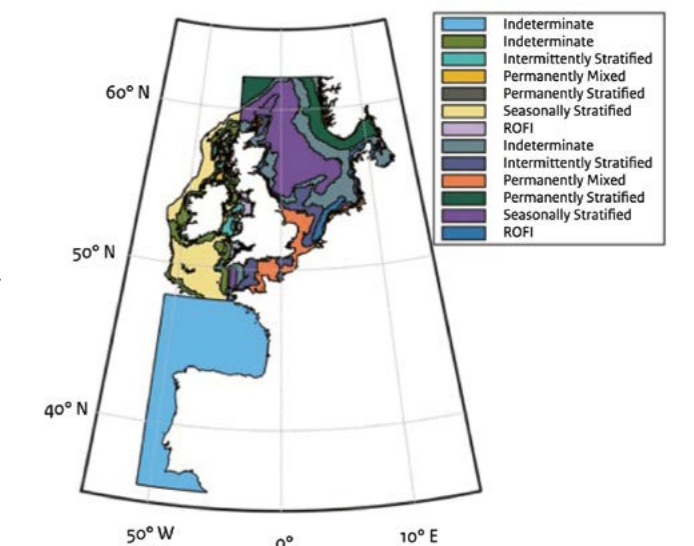 Indeterminate
Indeterminate
Intermittently Stratified
Permanently Mixed
Permanently Stratified
Seasonally Stratified
ROFI
Indeterminate
Intermittently Stratified
Permanently Mixed
Permanently Stratified
Seasonally Stratified
ROFI
60° N
50° N
40° N
50° W
0°
10° E